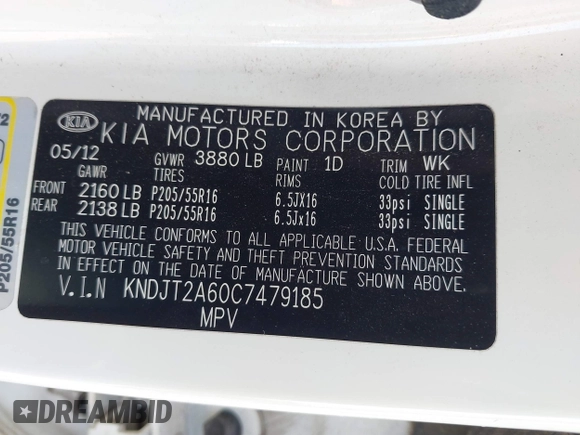 KIA
MANUFACTURED IN KOREA BY
KIA MOTORS CORPORATION
05/12 GVWR 3880 LB PAINT 1D TRIM WK
GAWR TIRES RIMS COLD TIRE INFL
FRONT 2160 LB P205/55R16 6.5JX16 33psi SINGLE
REAR 2138 LB P205/55R16 6.5Jx16 33psi SINGLE
THIS VEHICLE CONFORMS TO ALL APPLICABLE U.S.A. FEDERAL
MOTOR VEHICLE SAFETY AND THEFT PREVENTION STANDARDS
IN EFFECT ON THE DATE OF MANUFACTURE SHOWN ABOVE.
V.I.N KNDJT2A60C7479185
MPV
P205/55R16
DREAMBID